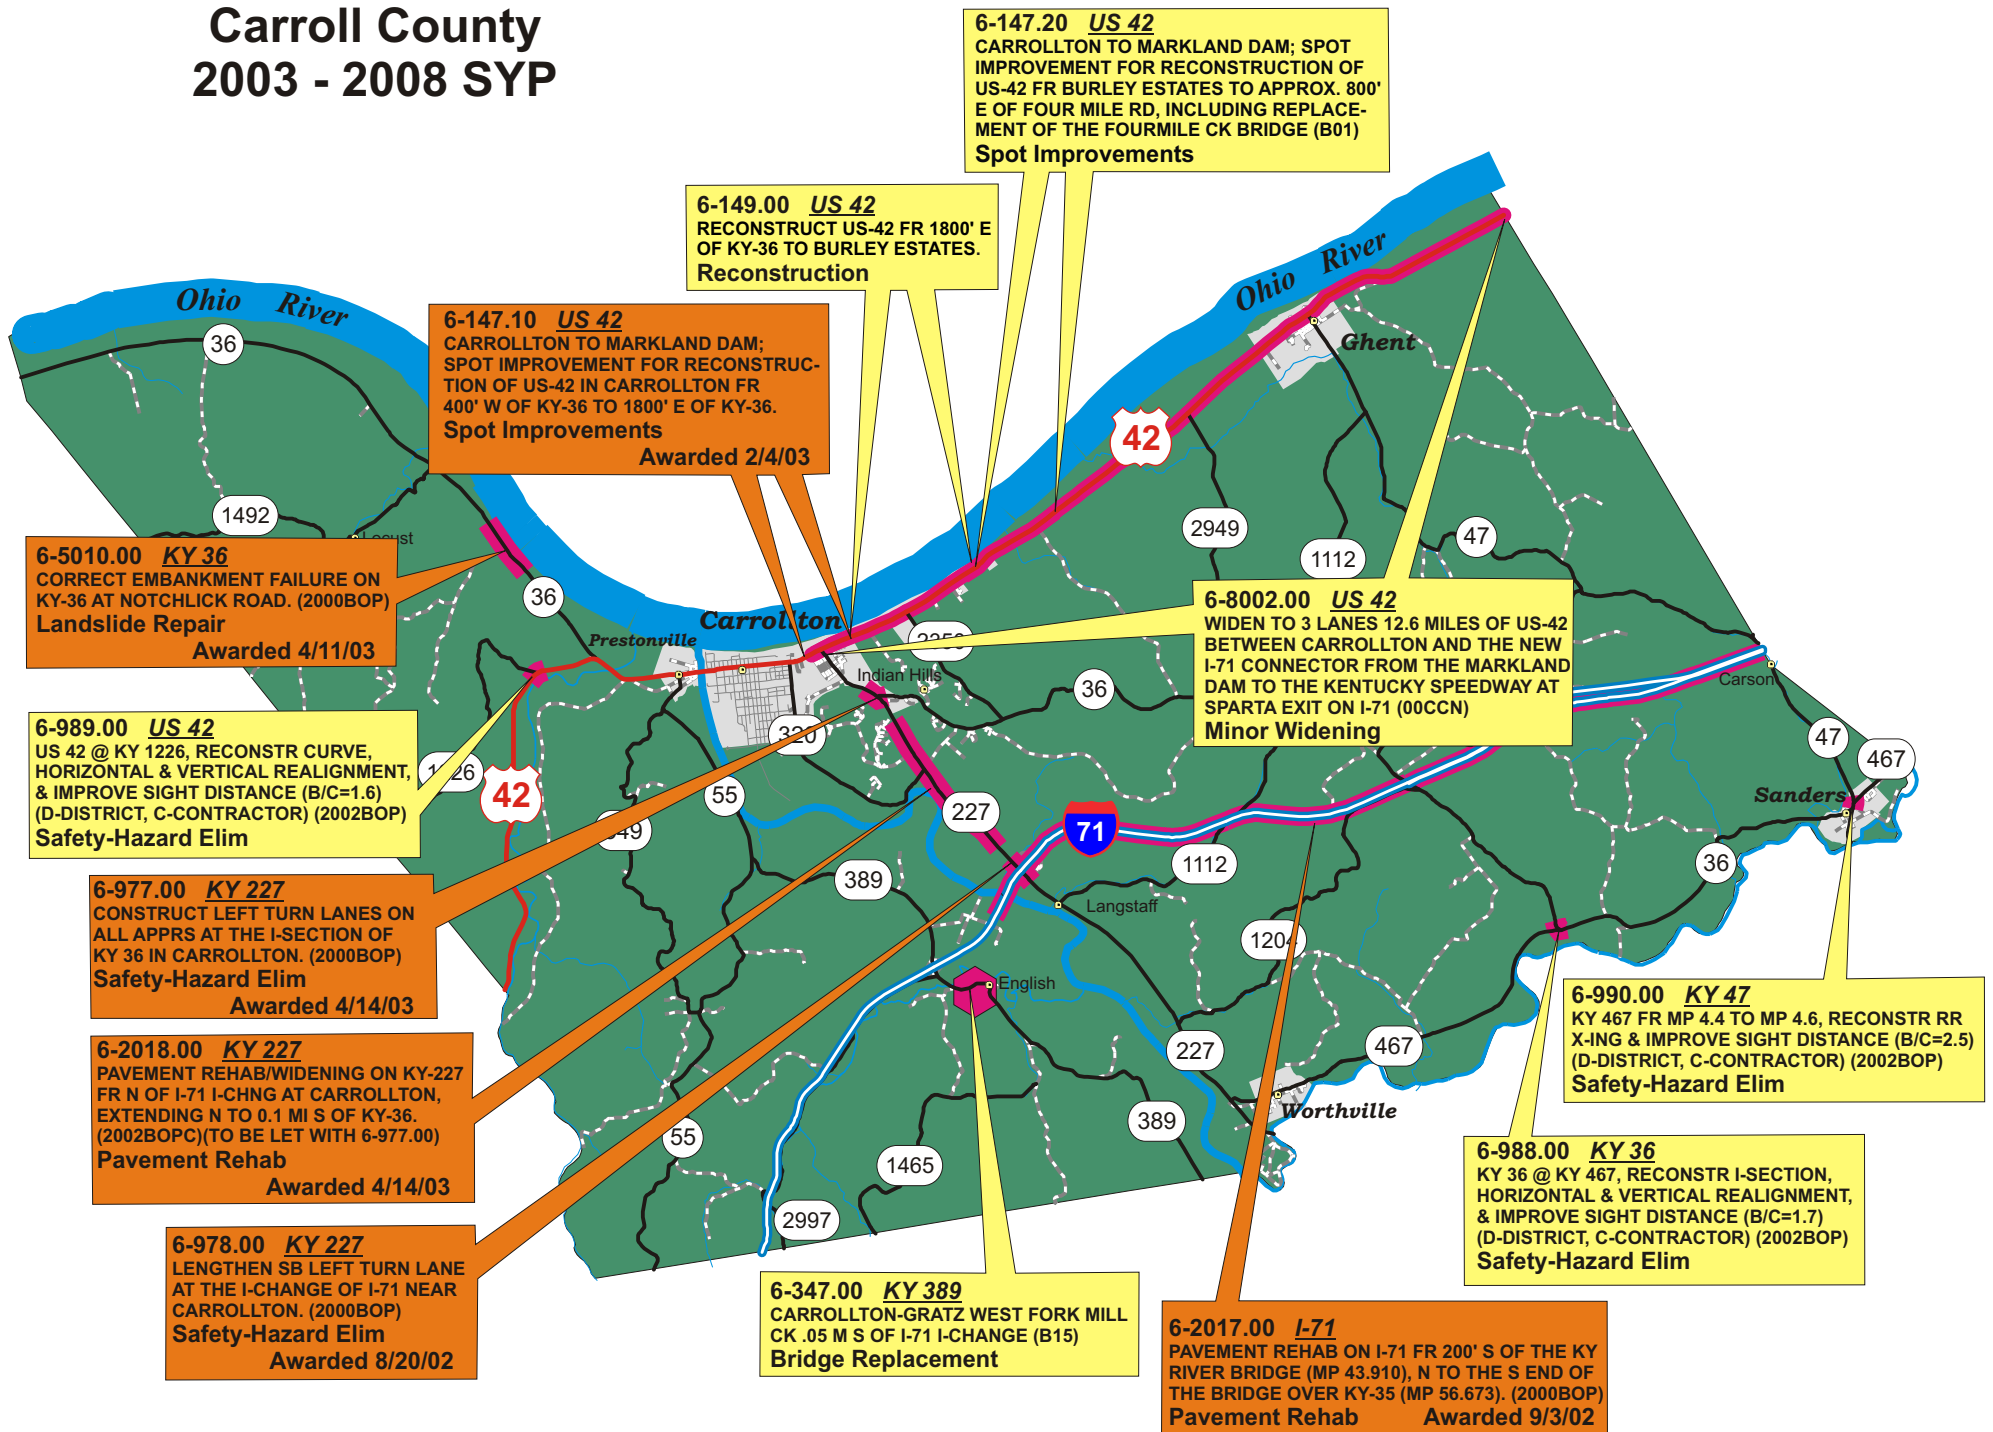 Carroll County
2003 - 2008 SYP
6-147.20 US 42
CARROLLTON TO MARKLAND DAM; SPOT
IMPROVEMENT FOR RECONSTRUCTION OF
US-42 FR BURLEY ESTATES TO APPROX. 800'
E OF FOUR MILE RD, INCLUDING REPLACE-
MENT OF THE FOURMILE CK BRIDGE (B01)
Spot Improvements
6-149.00 US 42
RECONSTRUCT US-42 FR 1800' E
OF KY-36 TO BURLEY ESTATES.
Reconstruction
6-147.10 US 42
CARROLLTON TO MARKLAND DAM;
SPOT IMPROVEMENT FOR RECONSTRUC-
TION OF US-42 IN CARROLLTON FR
400' W OF KY-36 TO 1800' E OF KY-36.
Spot Improvements
Awarded 2/4/03
Ohio River
Ohio River
36
Ghent
42
1492
Locust
2949
1112
47
6-5010.00 KY 36
CORRECT EMBANKMENT FAILURE ON
KY-36 AT NOTCHLICK ROAD. (2000BOP)
Landslide Repair
Awarded 4/11/03
36
Prestonville
Carrollton
Indian Hills
36
6-8002.00 US 42
WIDEN TO 3 LANES 12.6 MILES OF US-42
BETWEEN CARROLLTON AND THE NEW
I-71 CONNECTOR FROM THE MARKLAND
DAM TO THE KENTUCKY SPEEDWAY AT
SPARTA EXIT ON I-71 (00CCN)
Minor Widening
Carson
47
467
Sanders
6-989.00 US 42
US 42 @ KY 1226, RECONSTR CURVE,
HORIZONTAL & VERTICAL REALIGNMENT,
& IMPROVE SIGHT DISTANCE (B/C=1.6)
(D-DISTRICT, C-CONTRACTOR) (2002BOP)
Safety-Hazard Elim
42
320
55
227
71
1112
36
389
Langstaff
1204
6-977.00 KY 227
CONSTRUCT LEFT TURN LANES ON
ALL APPRS AT THE I-SECTION OF
KY 36 IN CARROLLTON. (2000BOP)
Safety-Hazard Elim
Awarded 4/14/03
English
6-990.00 KY 47
KY 467 FR MP 4.4 TO MP 4.6, RECONSTR RR
X-ING & IMPROVE SIGHT DISTANCE (B/C=2.5)
(D-DISTRICT, C-CONTRACTOR) (2002BOP)
Safety-Hazard Elim
6-2018.00 KY 227
PAVEMENT REHAB/WIDENING ON KY-227
FR N OF I-71 I-CHNG AT CARROLLTON,
EXTENDING N TO 0.1 MI S OF KY-36.
(2002BOPC)(TO BE LET WITH 6-977.00)
Pavement Rehab
Awarded 4/14/03
227
467
Worthville
389
55
1465
2997
6-988.00 KY 36
KY 36 @ KY 467, RECONSTR I-SECTION,
HORIZONTAL & VERTICAL REALIGNMENT,
& IMPROVE SIGHT DISTANCE (B/C=1.7)
(D-DISTRICT, C-CONTRACTOR) (2002BOP)
Safety-Hazard Elim
6-978.00 KY 227
LENGTHEN SB LEFT TURN LANE
AT THE I-CHANGE OF I-71 NEAR
CARROLLTON. (2000BOP)
Safety-Hazard Elim
Awarded 8/20/02
6-347.00 KY 389
CARROLLTON-GRATZ WEST FORK MILL
CK .05 M S OF I-71 I-CHANGE (B15)
Bridge Replacement
6-2017.00 I-71
PAVEMENT REHAB ON I-71 FR 200' S OF THE KY
RIVER BRIDGE (MP 43.910), N TO THE S END OF
THE BRIDGE OVER KY-35 (MP 56.673). (2000BOP)
Pavement Rehab Awarded 9/3/02